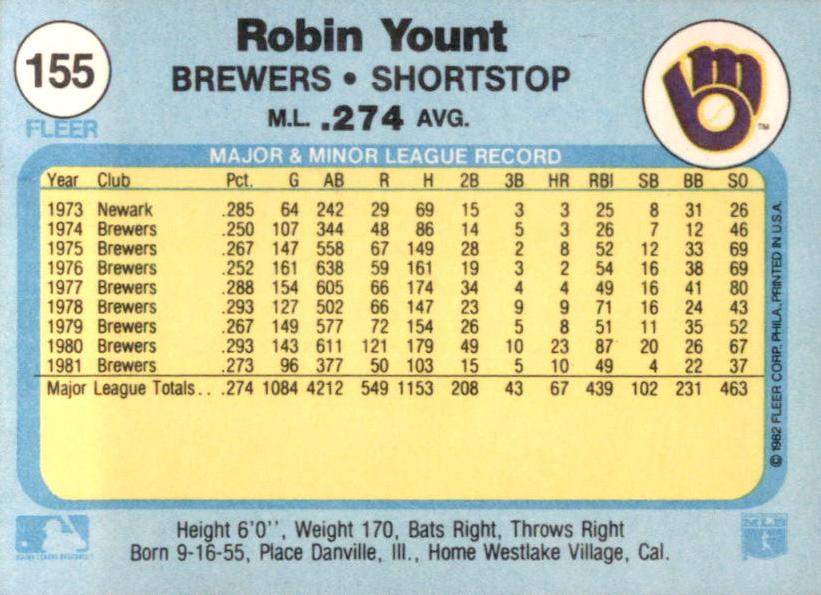 155
FLEER
Robin Yount
BREWERS • SHORTSTOP
M.L. .274 AVG.
TM
MAJOR & MINOR LEAGUE RECORD
Year Club Pct. G AB R H 2B 3B HR RBI SB BB SO
1973 Newark .285 64 242 29 69 15 3 3 25 8 31 26
1974 Brewers .250 107 344 48 86 14 5 3 26 7 12 46
1975 Brewers .267 147 558 67 149 28 2 8 52 12 33 69
1976 Brewers .252 161 638 59 161 19 3 2 54 16 38 69
1977 Brewers .288 154 605 66 174 34 4 4 49 16 41 80
1978 Brewers .293 127 502 66 147 23 9 9 71 16 24 43
1979 Brewers .267 149 577 72 154 26 5 8 51 11 35 52
1980 Brewers .293 143 611 121 179 49 10 23 87 20 26 67
1981 Brewers .273 96 377 50 103 15 5 10 49 4 22 37
Major League Totals. . .274 1084 4212 549 1153 208 43 67 439 102 231 463
© 1982 FLEER CORP. PHILA. PRINTED IN U.S.A.
Height 6'0'', Weight 170, Bats Right, Throws Right
Born 9-16-55, Place Danville, Ill., Home Westlake Village, Cal.